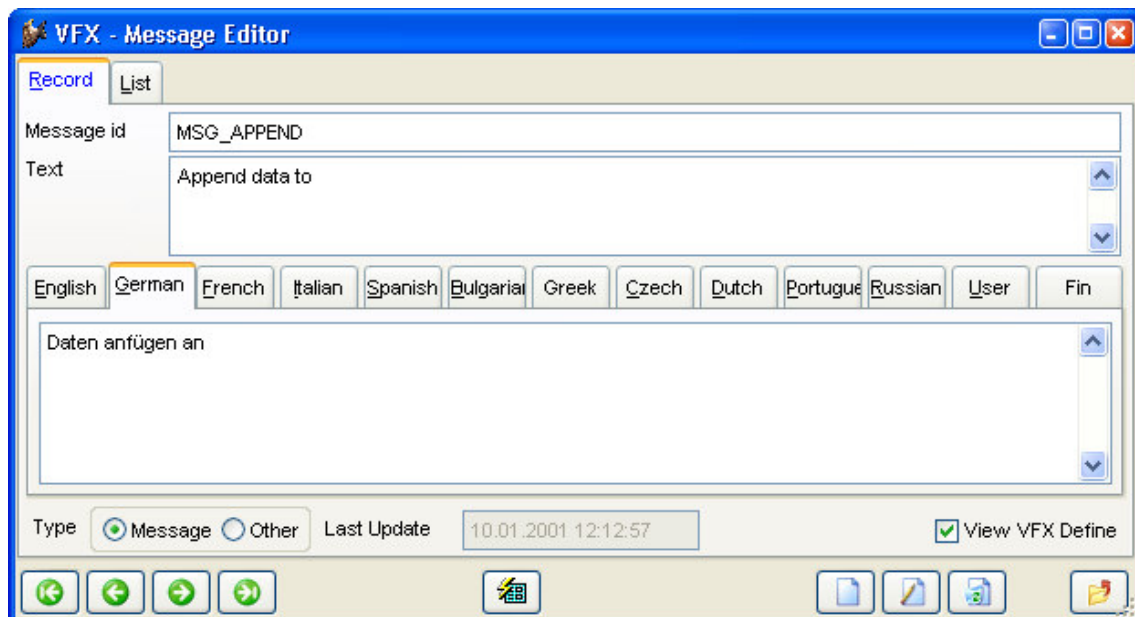 VFX - Message Editor
Record List
Message id MSG_APPEND
Text Append data to
English German French Italian Spanish Bulgarian Greek Czech Dutch Portugue Russian User Fin
Daten anfügen an
Type Message Other Last Update 10.01.2001 12:12:57 View VFX Define